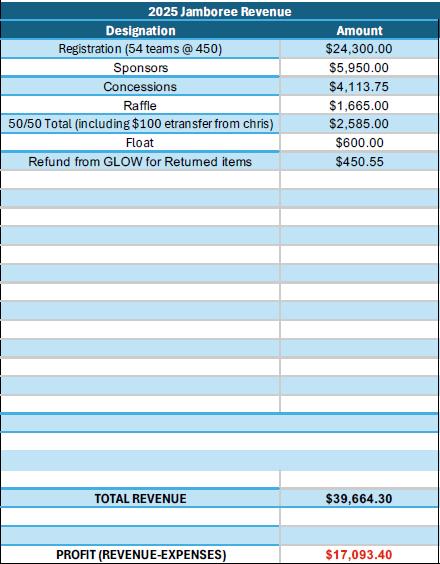 2025 Jamboree Revenue
Designation Amount
Registration (54 teams @ 450) $24,300.00
Sponsors $5,950.00
Concessions $4,113.75
Raffle $1,665.00
50/50 Total (including $100 etransfer from chris) $2,585.00
Float $600.00
Refund from GLOW for Returned items $450.55
TOTAL REVENUE $39,664.30
PROFIT (REVENUE-EXPENSES) $17,093.40